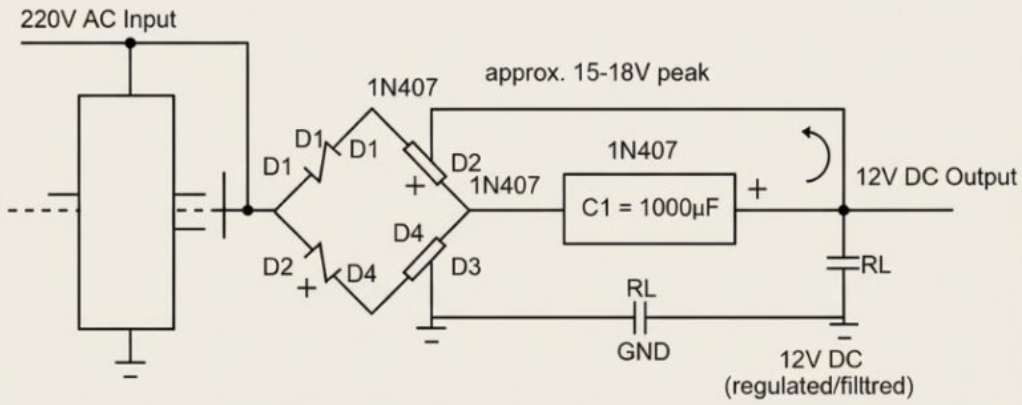 220V AC Input
1N407
approx. 15-18V peak
D1
D1
D1
D2
+
1N407
1N407
C1 = 1000µF
+
12V DC Output
D2
+
D4
D4
D3
RL
GND
RL
12V DC
(regulated/filttred)